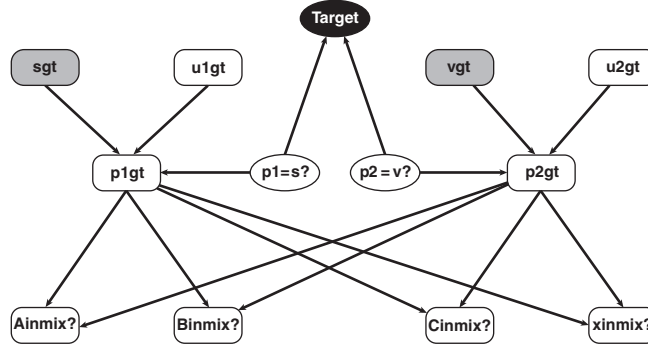 Target
sgt
u1gt
vgt
u2gt
p1gt
p1=s?
p2=v?
p2gt
Ainmix?
Binmix?
Cinmix?
xinmix?